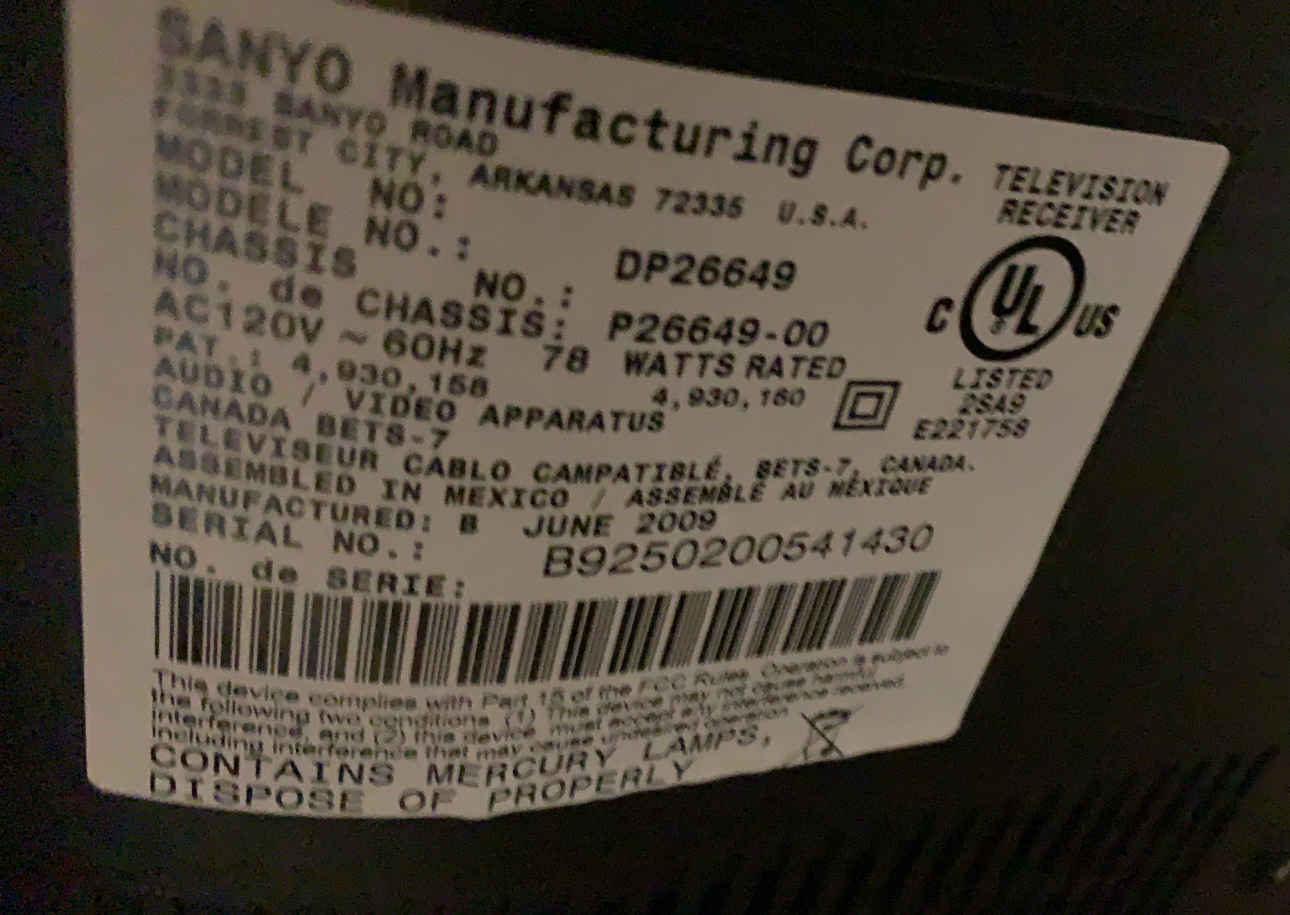 SANYO Manufacturing Corp.
3333 SANYO ROAD
FORREST CITY, ARKANSAS 72335 U.S.A.
TELEVISION
RECEIVER
MODEL NO:
MODELE NO.: DP26649
CHASSIS NO.:
NO. de CHASSIS: P26649-00
AC120V ~ 60Hz 78 WATTS RATED
PAT.: 4,930,158 4,930,160
AUDIO / VIDEO APPARATUS
CANADA BETS-7
TELEVISEUR CABLO CAMPATIBLÉ, BETS-7, CANADA.
ASSEMBLED IN MEXICO / ASSEMBLÉ AU MÉXIQUE
MANUFACTURED: B JUNE 2009
SERIAL NO.:
NO. de SERIE: B9250200541430
C UL US
LISTED
2SA9
E221758
This device complies with Part 15 of the FCC Rules. Operation is subject to
the following two conditions. (1) This device may not cause harmful
interference, and (2) this device must accept any interference received,
including interference that may cause undesired operation.
CONTAINS MERCURY LAMPS,
DISPOSE OF PROPERLY